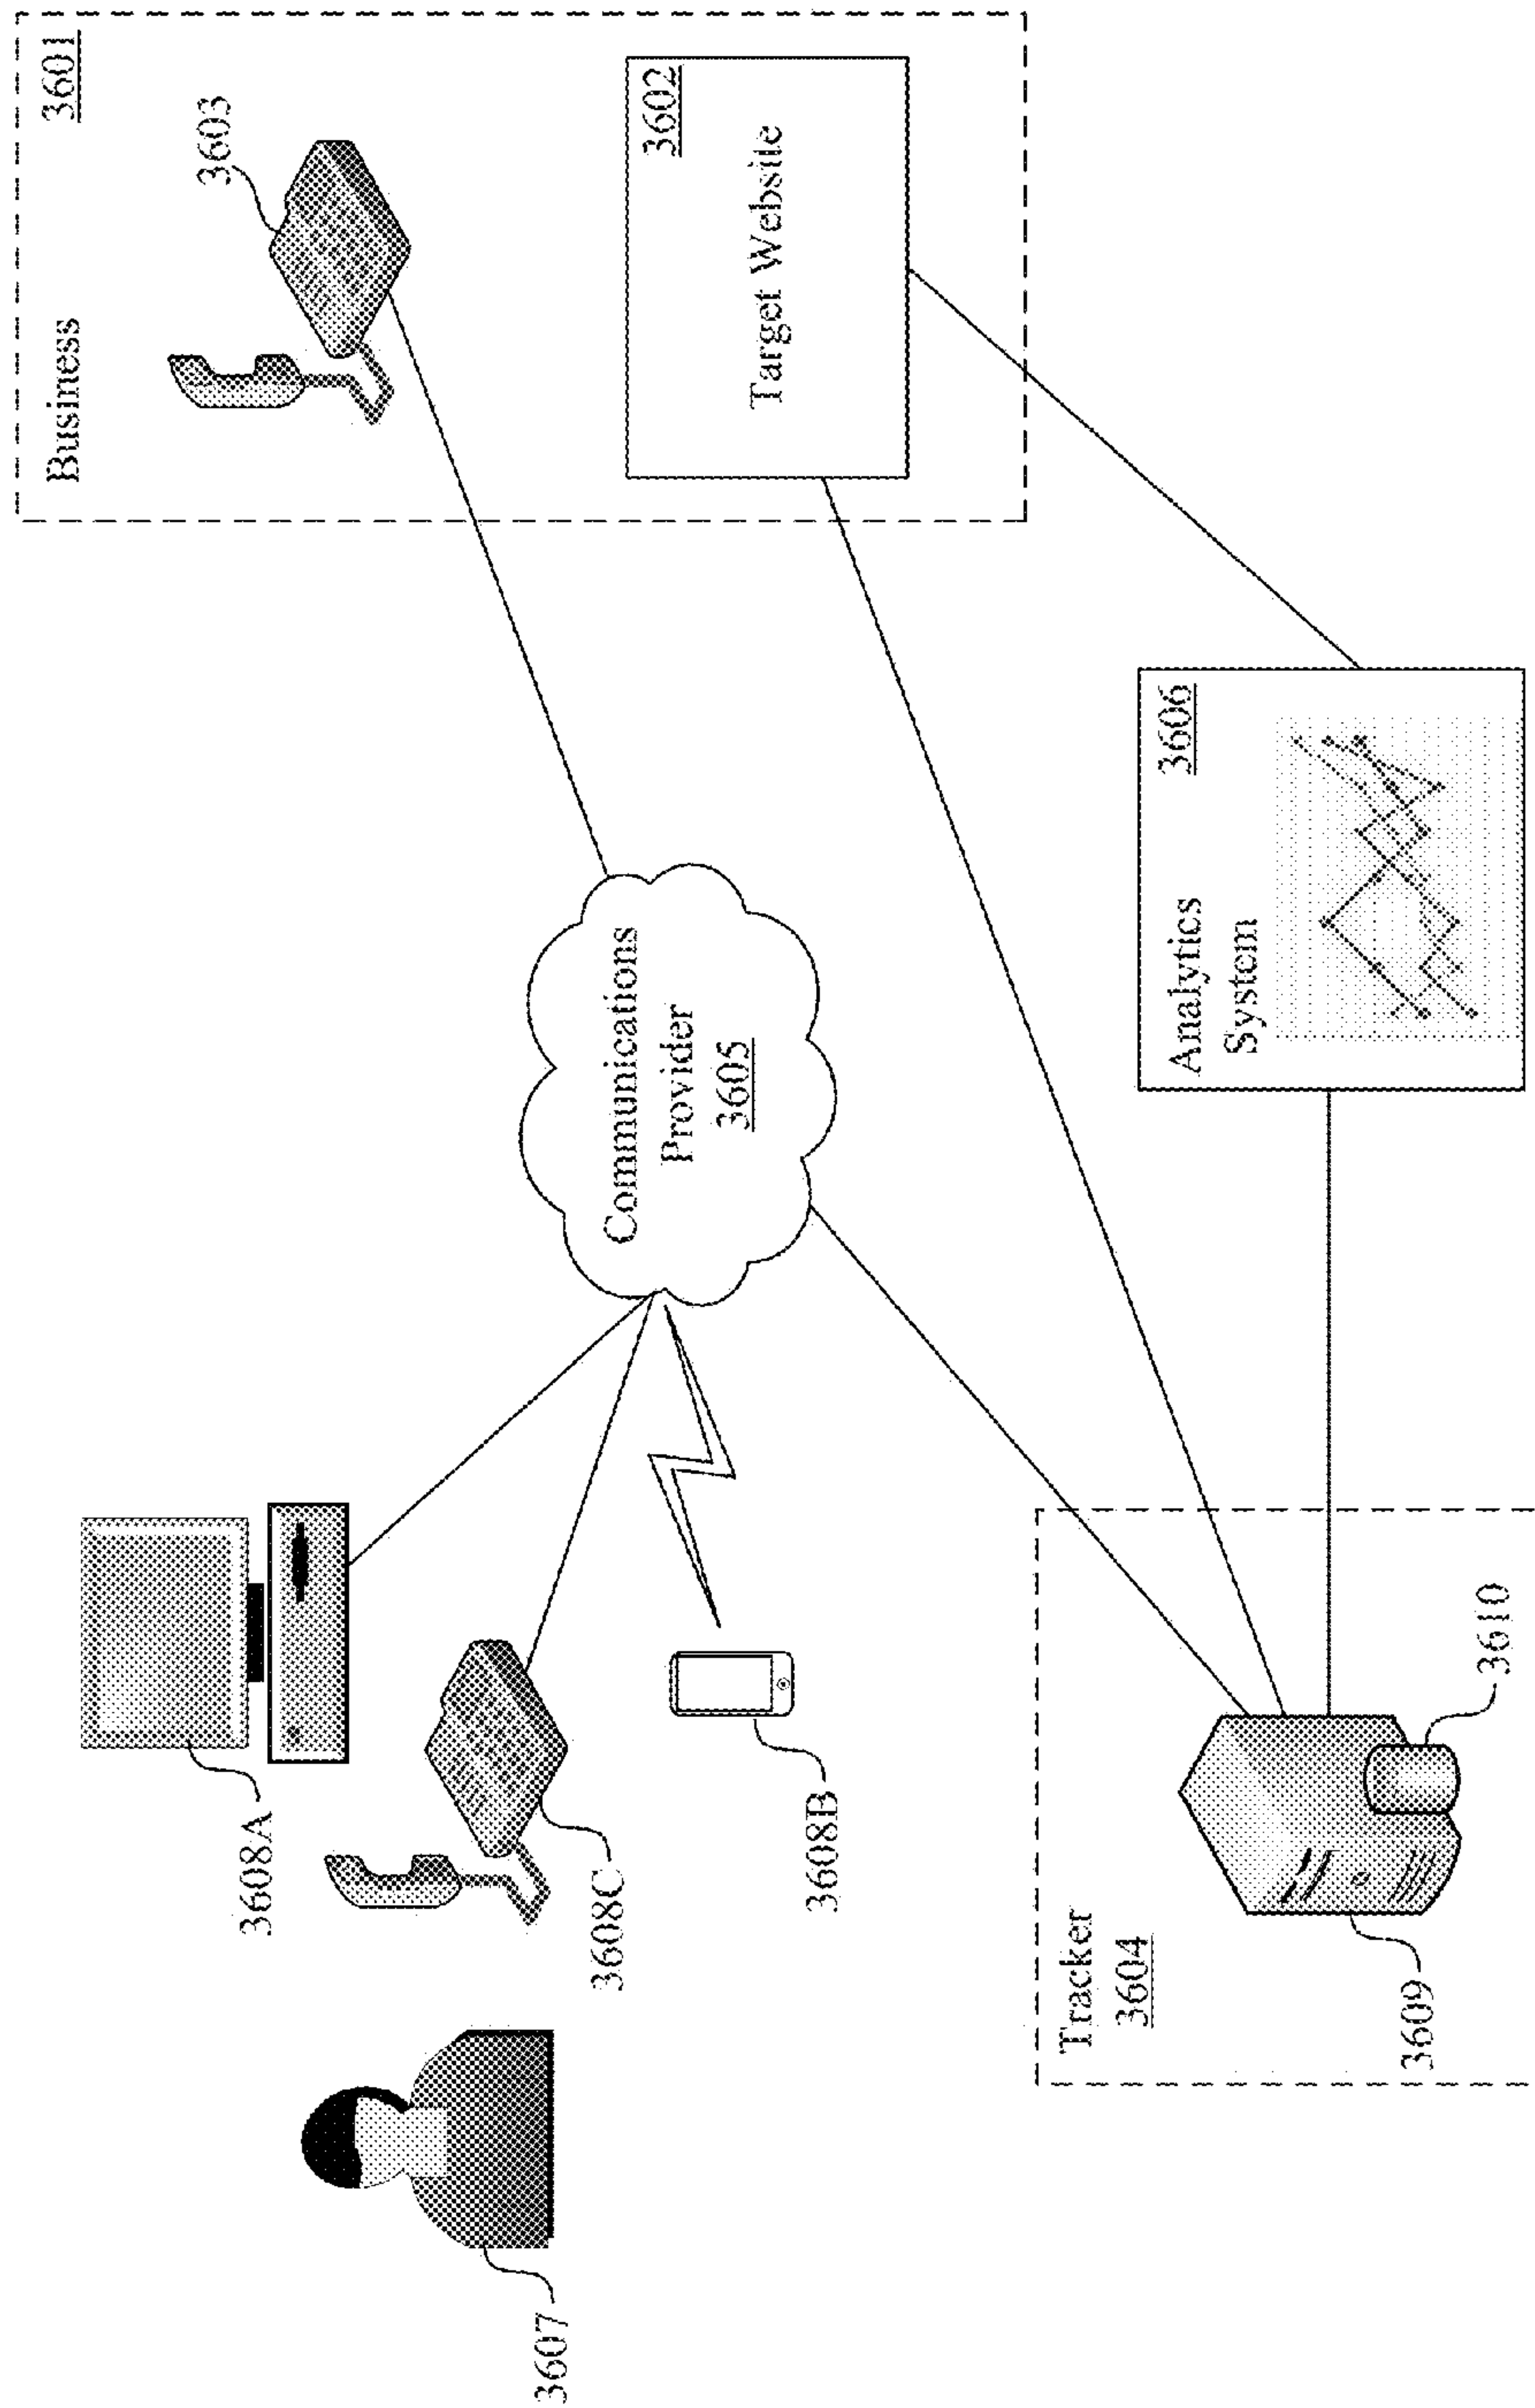 3608A
3608C
3607
3608B
Communications
Provider
3605
Business
3601
3603
3602
Target Website
Tracker
3604
3609
3610
Analytics
System
3606